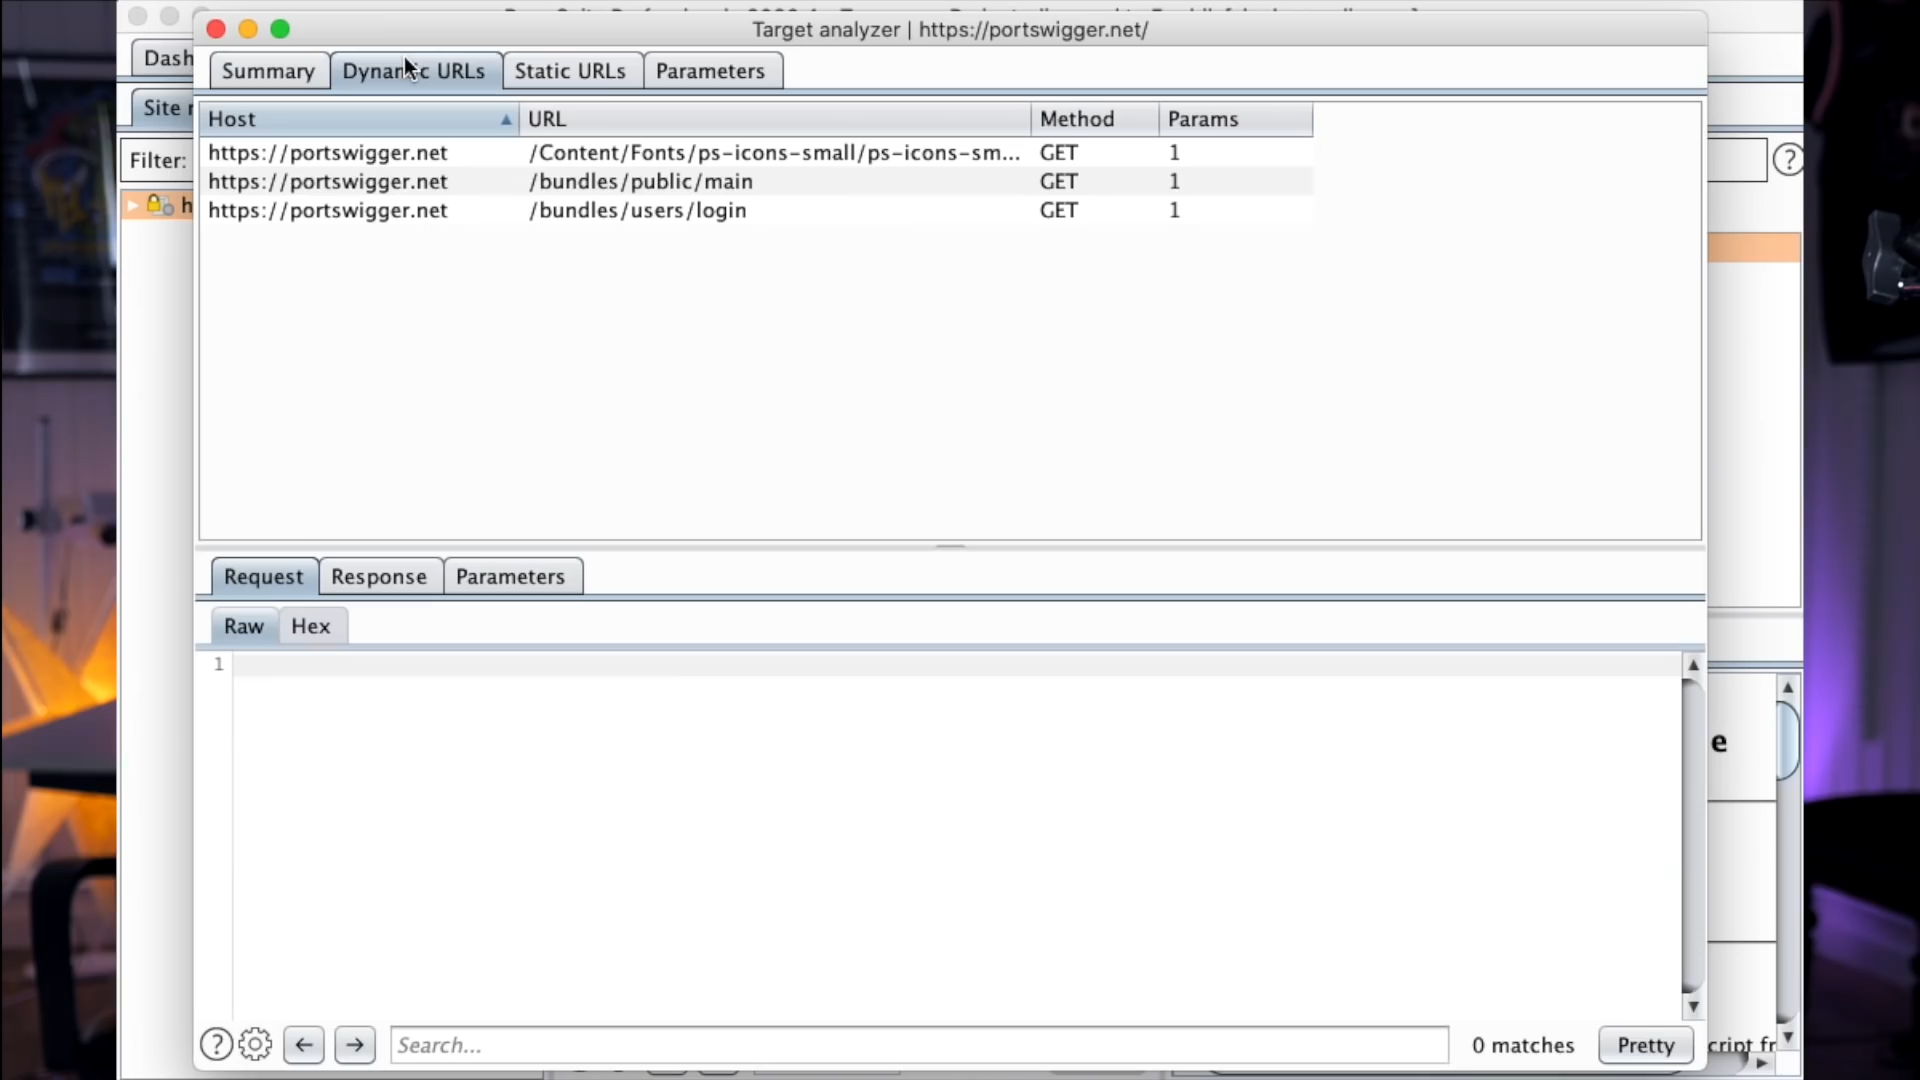 Target analyzer | https://portswigger.net/
Dash
Summary
Dynamic URLs
Static URLs
Parameters
Site
Host
URL
Method
Params
Filter:
https://portswigger.net /Content/Fonts/ps-icons-small/ps-icons-sm... GET 1
https://portswigger.net /bundles/public/main GET 1
https://portswigger.net /bundles/users/login GET 1
h
Request
Response
Parameters
Raw
Hex
1
e
Search...
0 matches
Pretty
cript fr